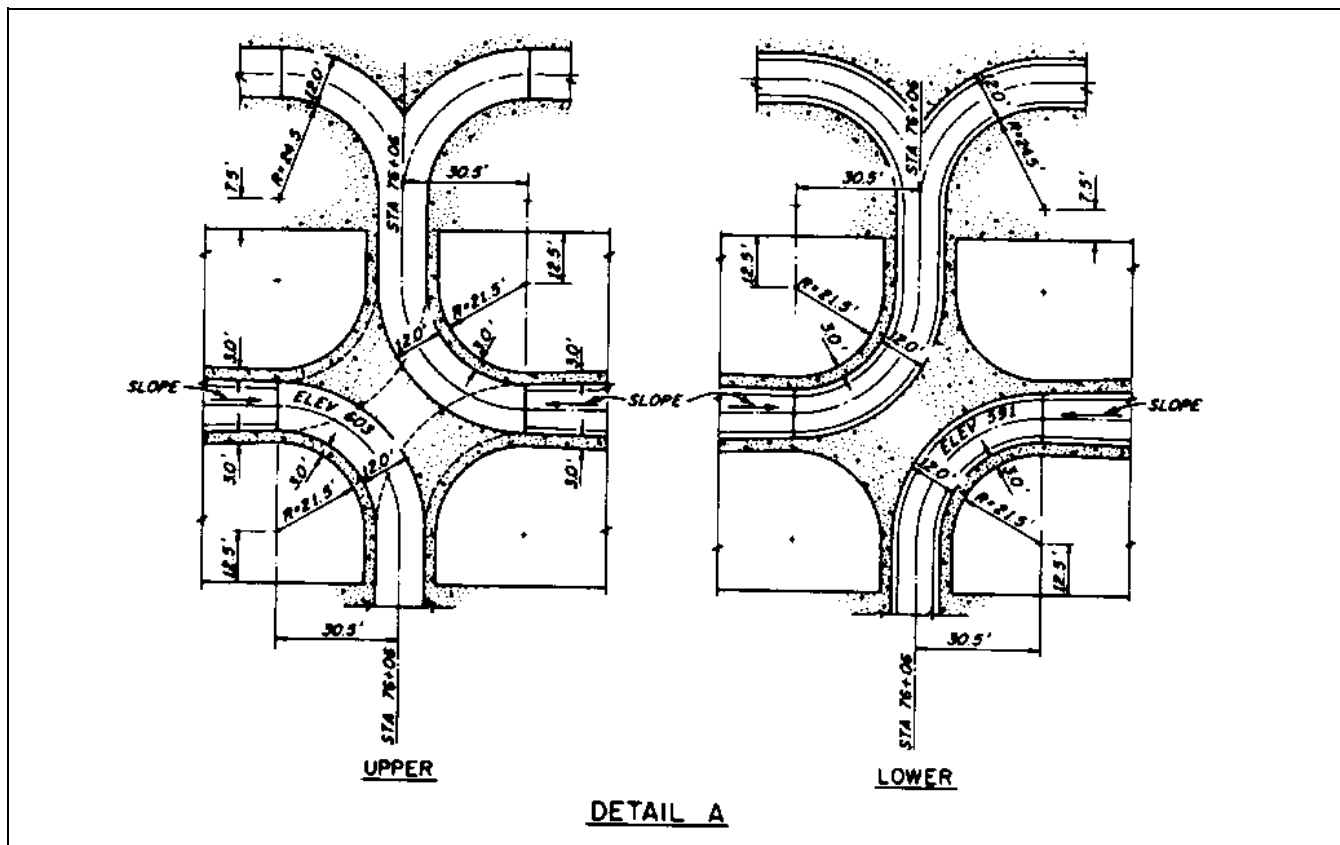 12.0'
R=24.5
7.5'
STA 76+06
30.5'
12.5'
R=21.5'
12.0'
3.0'
3.0'
3.0'
SLOPE
ELEV 603
3.0'
3.0'
12.0'
R=21.5'
3.0'
12.5'
30.5'
STA 76+06
UPPER
12.0'
R=24.5'
7.5'
STA 76+06
30.5'
12.5'
R=21.5'
3.0'
12.0'
SLOPE
SLOPE
ELEV 591
12.0'
3.0'
R=21.5'
12.5'
30.5'
STA 76+06
LOWER
DETAIL A